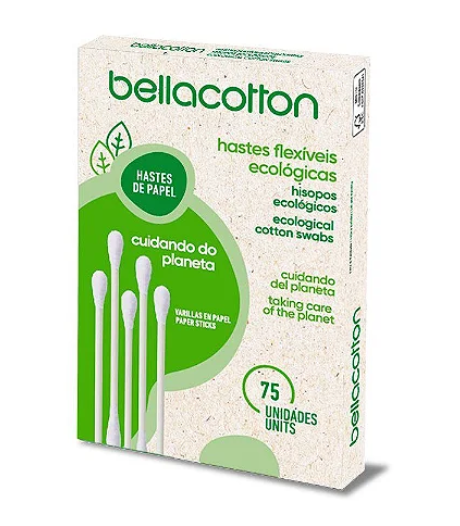 bellacotton
hastes flexíveis
ecológicas
hisopos
ecológicos
ecological
cotton swabs
HASTES
DE PAPEL
cuidando do
planeta
cuidando
del planeta
taking care
of the planet
VARILLAS EN PAPEL
PAPER STICKS
75
UNIDADES
UNITS
bellacotton